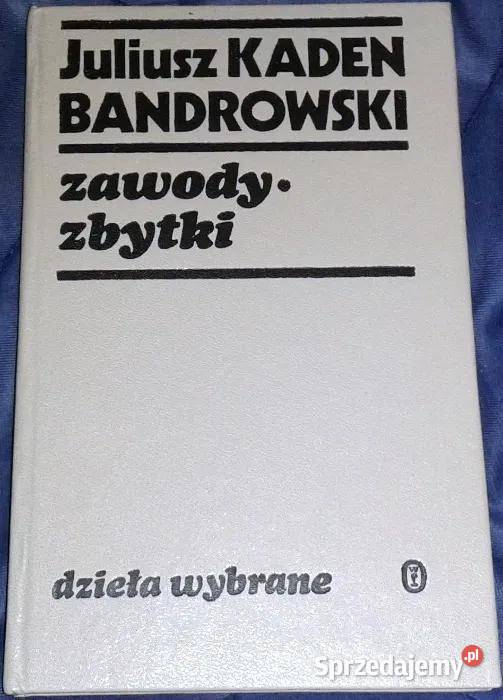 Juliusz KADEN
BANDROWSKI
zawody•
zbytki
dzieła wybrane
Sprzedajemy.pl